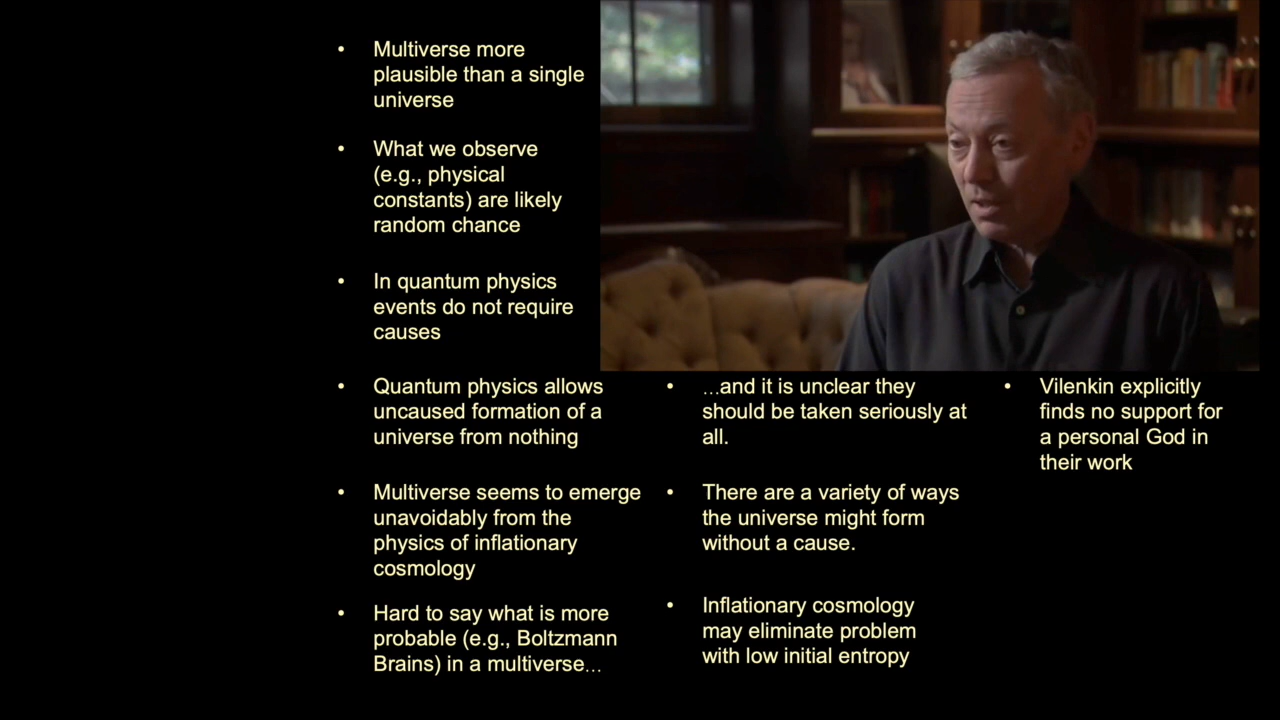 • Multiverse more
plausible than a single
universe
• What we observe
(e.g., physical
constants) are likely
random chance
• In quantum physics
events do not require
causes
• Quantum physics allows
uncaused formation of a
universe from nothing
• Multiverse seems to emerge
unavoidably from the
physics of inflationary
cosmology
• Hard to say what is more
probable (e.g., Boltzmann
Brains) in a multiverse...
• ...and it is unclear they
should be taken seriously at
all.
• There are a variety of ways
the universe might form
without a cause.
• Inflationary cosmology
may eliminate problem
with low initial entropy
• Vilenkin explicitly
finds no support for
a personal God in
their work